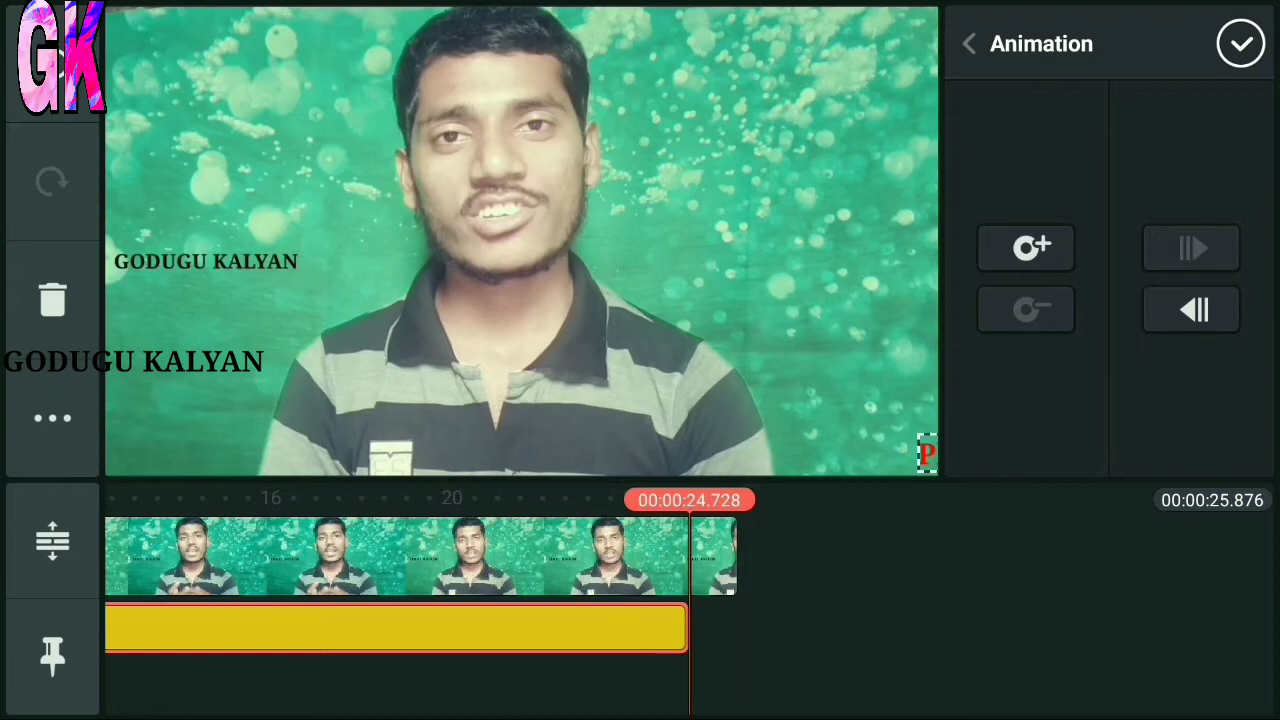 GK
Animation
GODUGU KALYAN
GODUGU KALYAN
P
16 20 00:00:24.728 00:00:25.876